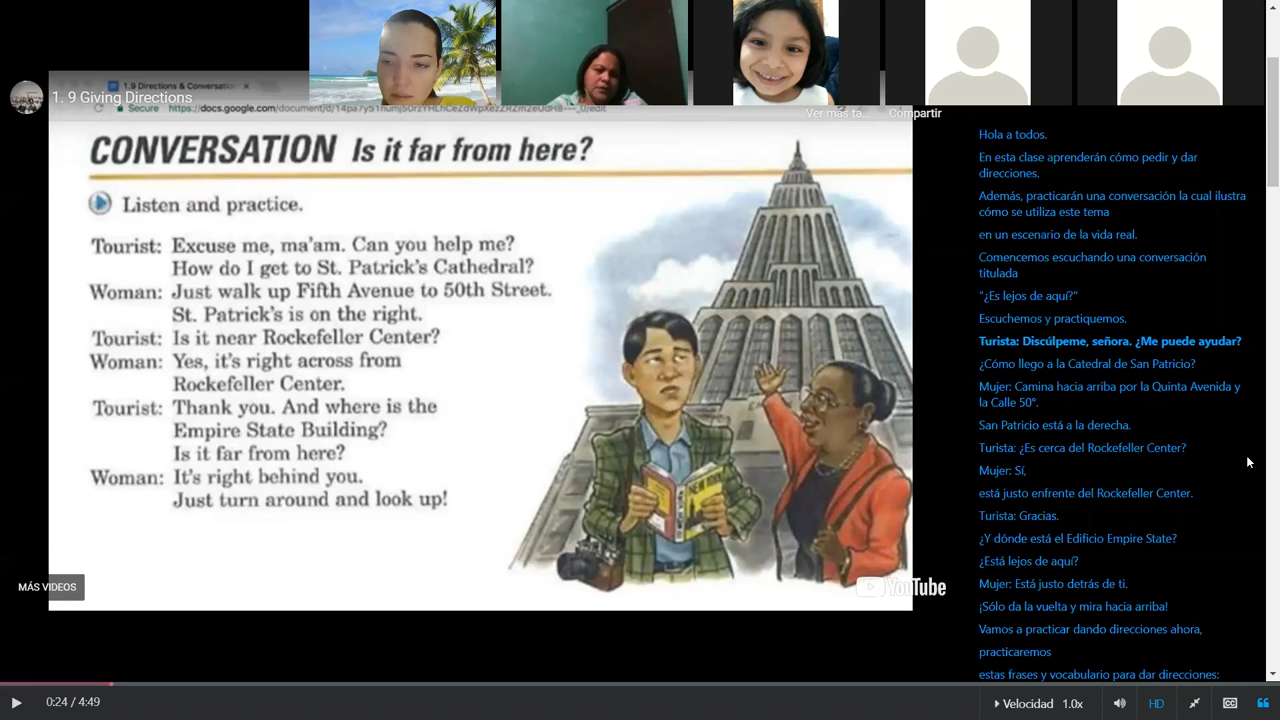 1.9 Directions & Conversation
1. 9 Giving Directions
Secure
Ver más ta...
Compartir
CONVERSATION Is it far from here?
Listen and practice.
Tourist: Excuse me, ma'am. Can you help me?
How do I get to St. Patrick's Cathedral?
Woman: Just walk up Fifth Avenue to 50th Street.
St. Patrick's is on the right.
Tourist: Is it near Rockefeller Center?
Woman: Yes, it's right across from
Rockefeller Center.
Tourist: Thank you. And where is the
Empire State Building?
Is it far from here?
Woman: It's right behind you.
Just turn around and look up!
MÁS VIDEOS
YouTube
Hola a todos.
En esta clase aprenderán cómo pedir y dar
direcciones.
Además, practicarán una conversación la cual ilustra
cómo se utiliza este tema
en un escenario de la vida real.
Comencemos escuchando una conversación
titulada
"¿Es lejos de aquí?"
Escuchemos y practiquemos.
Turista: Discúlpeme, señora. ¿Me puede ayudar?
¿Cómo llego a la Catedral de San Patricio?
Mujer: Camina hacia arriba por la Quinta Avenida y
la Calle 50°.
San Patricio está a la derecha.
Turista: ¿Es cerca del Rockefeller Center?
Mujer: Sí,
está justo enfrente del Rockefeller Center.
Turista: Gracias.
¿Y dónde está el Edificio Empire State?
¿Está lejos de aquí?
Mujer: Está justo detrás de ti.
¡Sólo da la vuelta y mira hacia arriba!
Vamos a practicar dando direcciones ahora,
practicaremos
estas frases y vocabulario para dar direcciones:
0:24 / 4:49
Velocidad 1.0x
HD
CC